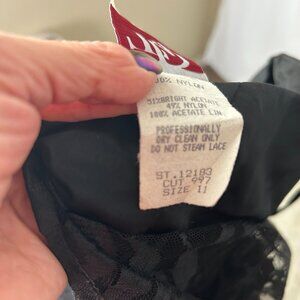 NYLON
51%BRIGHT ACETATE
49% NYLON
100% ACETATE LIN.
PROFESSIONALLY
DRY CLEAN ONLY
DO NOT STEAM LACE
ST.12183
CUT 997
SIZE 11